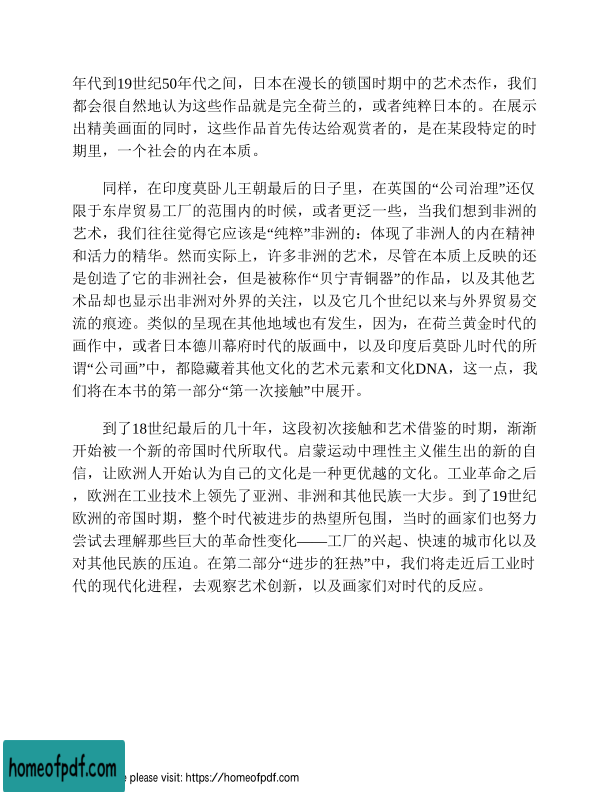 年代到19世纪50年代之间，日本在漫长的锁国时期中的艺术杰作，我们
都会很自然地认为这些作品就是完全荷兰的，或者纯粹日本的。在展示
出精美画面的同时，这些作品首先传达给观赏者的，是在某段特定的时
期里，一个社会的内在本质。
同样，在印度莫卧儿王朝最后的日子里，在英国的“公司治理”还仅
限于东岸贸易工厂的范围内的时候，或者更泛一些，当我们想到非洲的
艺术，我们往往觉得它应该是“纯粹”非洲的：体现了非洲人的内在精神
和活力的精华。然而实际上，许多非洲的艺术，尽管在本质上反映的还
是创造了它的非洲社会，但是被称作“贝宁青铜器”的作品，以及其他艺
术品却也显示出非洲对外界的关注，以及它几个世纪以来与外界贸易交
流的痕迹。类似的呈现在其他地域也有发生，因为，在荷兰黄金时代的
画作中，或者日本德川幕府时代的版画中，以及印度后莫卧儿时代的所
谓“公司画”中，都隐藏着其他文化的艺术元素和文化DNA，这一点，我
们将在本书的第一部分“第一次接触”中展开。
到了18世纪最后的几十年，这段初次接触和艺术借鉴的时期，渐渐
开始被一个新的帝国时代所取代。启蒙运动中理性主义催生出的新的自
信，让欧洲人开始认为自己的文化是一种更优越的文化。工业革命之后
，欧洲在工业技术上领先了亚洲、非洲和其他民族一大步。到了19世纪
欧洲的帝国时期，整个时代被进步的热望所包围，当时的画家们也努力
尝试去理解那些巨大的革命性变化——工厂的兴起、快速的城市化以及
对其他民族的压迫。在第二部分“进步的狂热”中，我们将走近后工业时
代的现代化进程，去观察艺术创新，以及画家们对时代的反应。
homeofpdf.com
please visit: https://homeofpdf.com